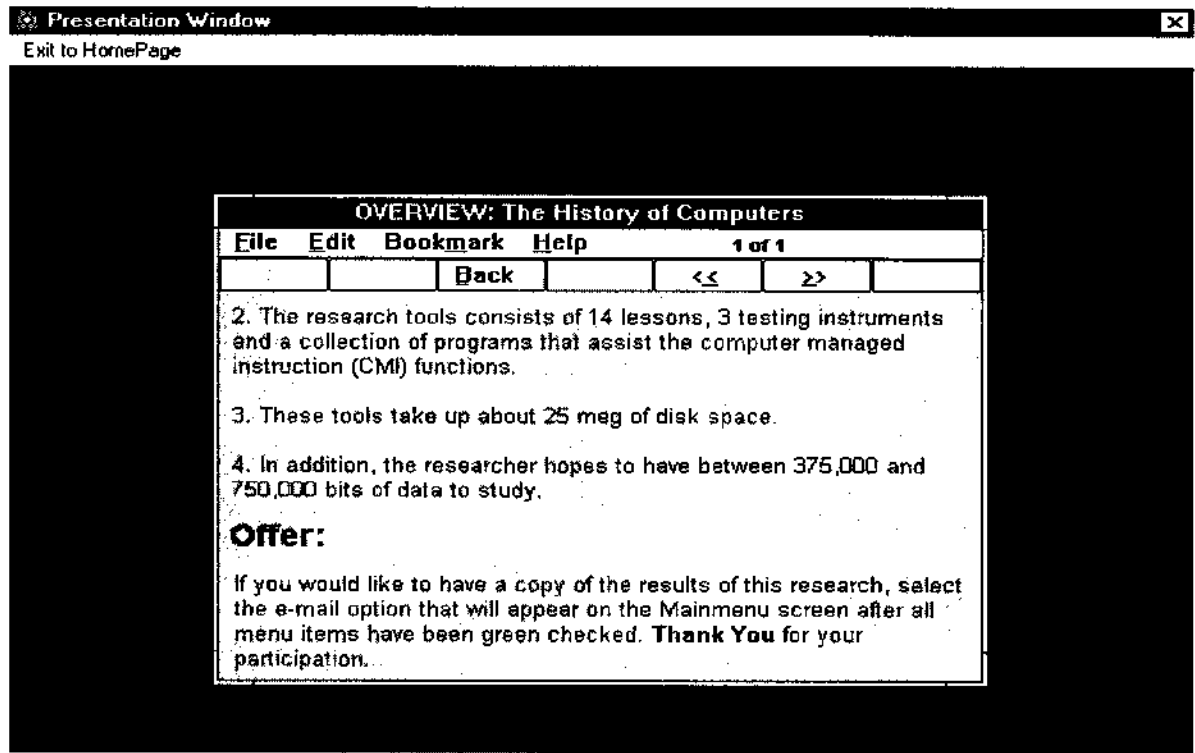 Presentation Window
Exit to HomePage
OVERVIEW: The History of Computers
File Edit Bookmark Help 1 of 1
Back << >>
2. The research tools consists of 14 lessons, 3 testing instruments
and a collection of programs that assist the computer managed
instruction (CMI) functions.
3. These tools take up about 25 meg of disk space.
4. In addition, the researcher hopes to have between 375,000 and
750,000 bits of data to study.
Offer:
If you would like to have a copy of the results of this research, select
the e-mail option that will appear on the Mainmenu screen after all
menu items have been green checked. Thank You for your
participation.